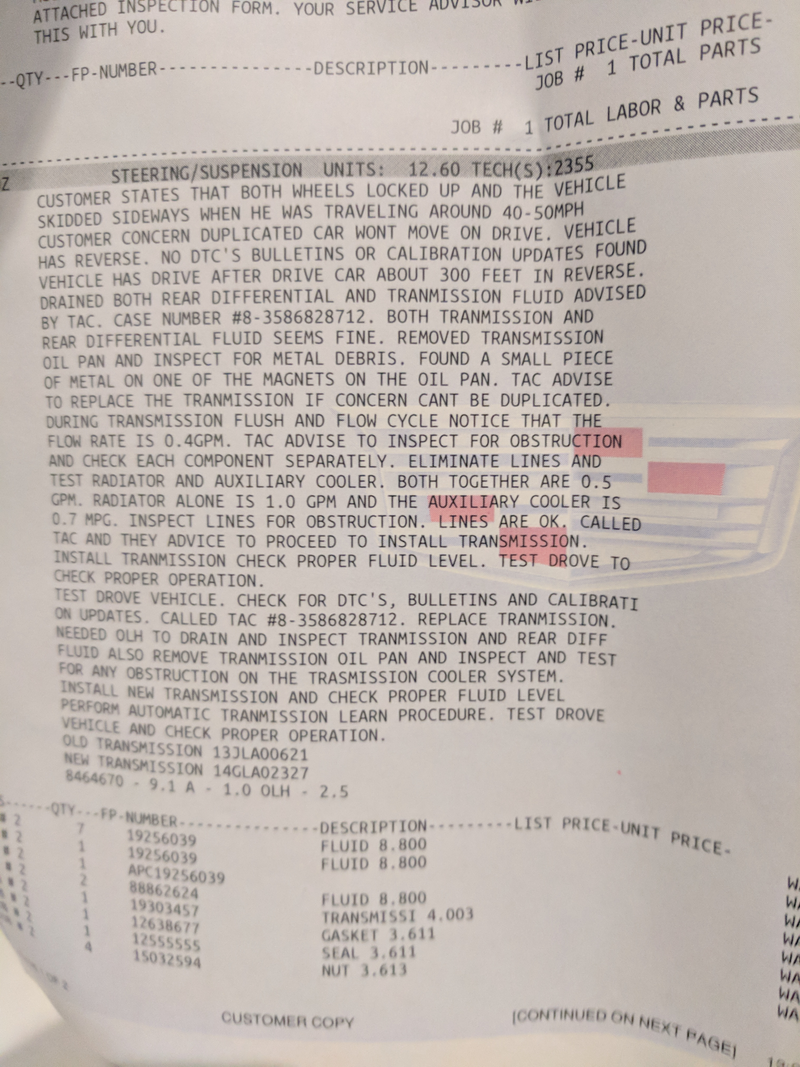 ATTACHED INSPECTION FORM. YOUR SERVICE ADVISOR
THIS WITH YOU.
--QTY---FP-NUMBER---------------DESCRIPTION---------LIST PRICE-UNIT PRICE-
JOB # 1 TOTAL PARTS
JOB # 1 TOTAL LABOR & PARTS
Z STEERING/SUSPENSION UNITS: 12.60 TECH(S):2355
CUSTOMER STATES THAT BOTH WHEELS LOCKED UP AND THE VEHICLE
SKIDDED SIDEWAYS WHEN HE WAS TRAVELING AROUND 40-50MPH
CUSTOMER CONCERN DUPLICATED CAR WONT MOVE ON DRIVE. VEHICLE
HAS REVERSE. NO DTC'S BULLETINS OR CALIBRATION UPDATES FOUND
VEHICLE HAS DRIVE AFTER DRIVE CAR ABOUT 300 FEET IN REVERSE.
DRAINED BOTH REAR DIFFERENTIAL AND TRANMISSION FLUID ADVISED
BY TAC. CASE NUMBER #8-3586828712. BOTH TRANMISSION AND
REAR DIFFERENTIAL FLUID SEEMS FINE. REMOVED TRANSMISSION
OIL PAN AND INSPECT FOR METAL DEBRIS. FOUND A SMALL PIECE
OF METAL ON ONE OF THE MAGNETS ON THE OIL PAN. TAC ADVISE
TO REPLACE THE TRANMISSION IF CONCERN CANT BE DUPLICATED.
DURING TRANSMISSION FLUSH AND FLOW CYCLE NOTICE THAT THE
FLOW RATE IS 0.4GPM. TAC ADVISE TO INSPECT FOR OBSTRUCTION
AND CHECK EACH COMPONENT SEPARATELY. ELIMINATE LINES AND
TEST RADIATOR AND AUXILIARY COOLER. BOTH TOGETHER ARE 0.5
GPM. RADIATOR ALONE IS 1.0 GPM AND THE AUXILIARY COOLER IS
0.7 MPG. INSPECT LINES FOR OBSTRUCTION. LINES ARE OK. CALLED
TAC AND THEY ADVICE TO PROCEED TO INSTALL TRANSMISSION.
INSTALL TRANMISSION CHECK PROPER FLUID LEVEL. TEST DROVE TO
CHECK PROPER OPERATION.
TEST DROVE VEHICLE. CHECK FOR DTC'S, BULLETINS AND CALIBRATI
ON UPDATES. CALLED TAC #8-3586828712. REPLACE TRANMISSION.
NEEDED OLH TO DRAIN AND INSPECT TRANMISSION AND REAR DIFF
FLUID ALSO REMOVE TRANMISSION OIL PAN AND INSPECT AND TEST
FOR ANY OBSTRUCTION ON THE TRASMISSION COOLER SYSTEM.
INSTALL NEW TRANSMISSION AND CHECK PROPER FLUID LEVEL
PERFORM AUTOMATIC TRANMISSION LEARN PROCEDURE. TEST DROVE
VEHICLE AND CHECK PROPER OPERATION.
OLD TRANSMISSION 13JLA00621
NEW TRANSMISSION 14GLA02327
8464670 - 9.1 A - 1.0 OLH - 2.5
S------QTY---FP-NUMBER---------------DESCRIPTION---------LIST PRICE-UNIT PRICE-
# 2 7 19256039 FLUID 8.800
# 2 1 19256039 FLUID 8.800
# 2 1 APC19256039
# 2 2 88862624 FLUID 8.800 WA
# 2 1 19303457 TRANSMISSI 4.003 WA
# 2 1 12638677 GASKET 3.611 WA
# 2 1 12555555 SEAL 3.611 WA
4 15032594 NUT 3.613 WA
OF 2
CUSTOMER COPY
[CONTINUED ON NEXT PAGE]